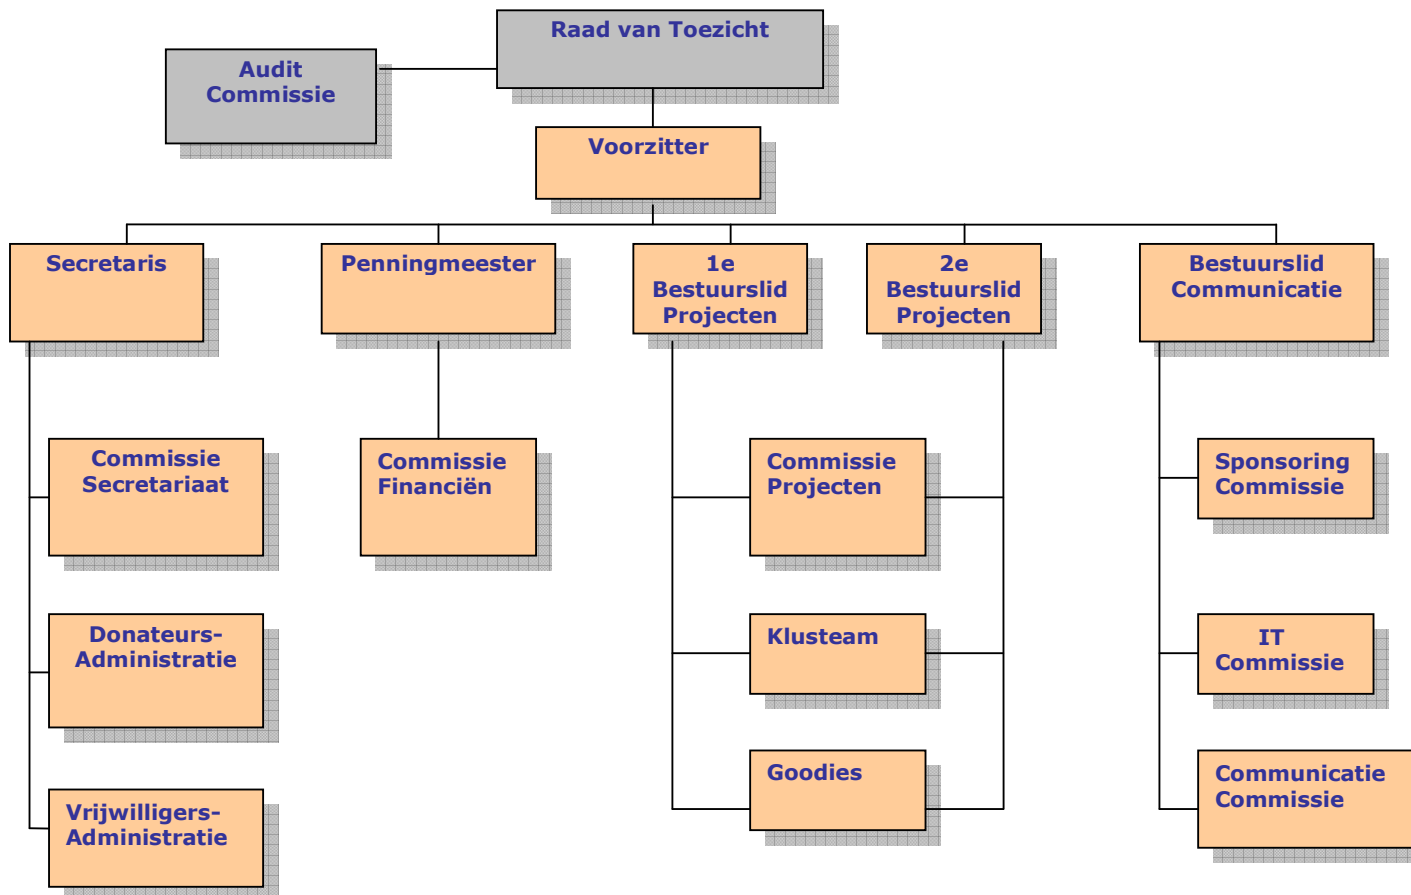 Raad van Toezicht
Audit
Commissie
Voorzitter
Secretaris
Penningmeester
1e
Bestuurslid
Projecten
2e
Bestuurslid
Projecten
Bestuurslid
Communicatie
Commissie
Secretariaat
Commissie
Financiën
Commissie
Projecten
Sponsoring
Commissie
Donateurs-
Administratie
Klusteam
IT
Commissie
Vrijwilligers-
Administratie
Goodies
Communicatie
Commissie